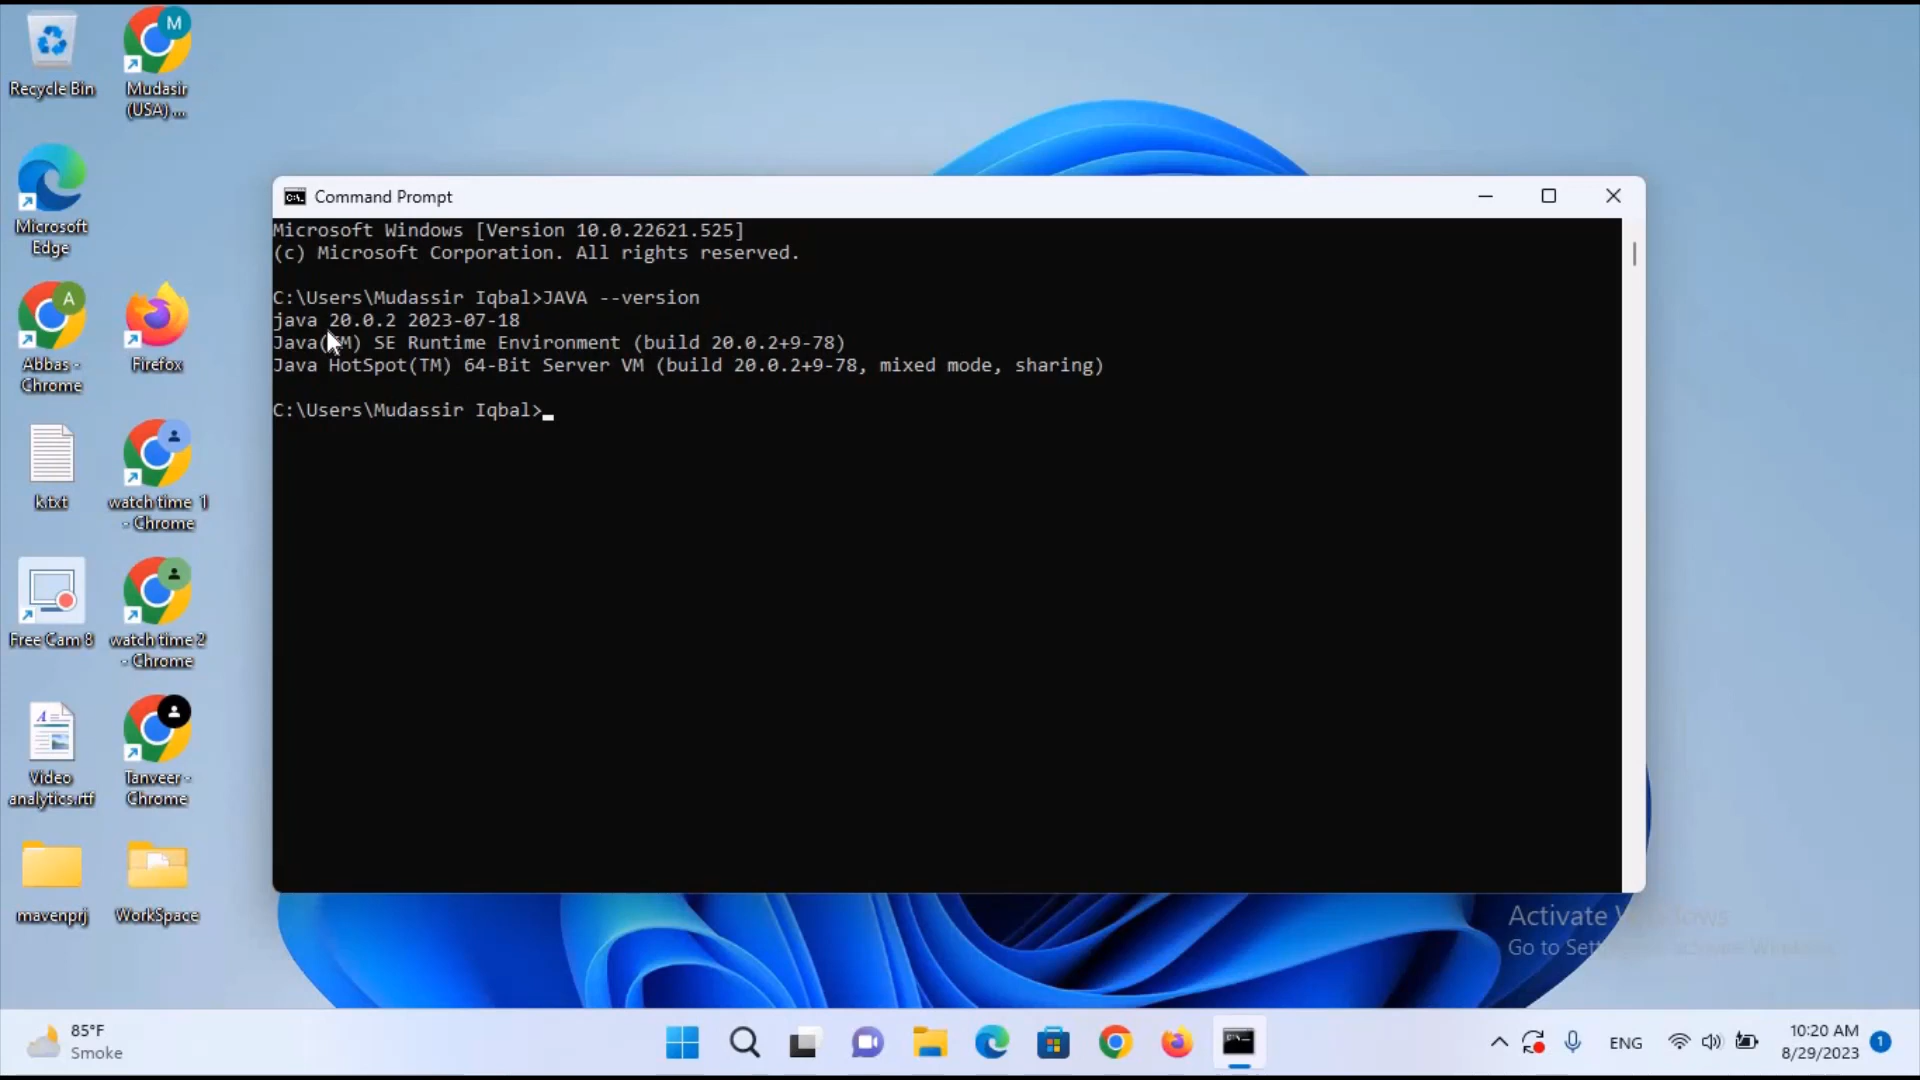 Recycle Bin
Mudasir
(USA) ...
M
Microsoft
Edge
Abbas -
Chrome
A
Firefox
k.txt
watch time 1
- Chrome
Free Cam 8
watch time 2
- Chrome
Video
analytics.rtf
Tanveer -
Chrome
mavenprj
WorkSpace
Command Prompt
Microsoft Windows [Version 10.0.22621.525]
(c) Microsoft Corporation. All rights reserved.
C:\Users\Mudassir Iqbal>JAVA --version
java 20.0.2 2023-07-18
Java(TM) SE Runtime Environment (build 20.0.2+9-78)
Java HotSpot(TM) 64-Bit Server VM (build 20.0.2+9-78, mixed mode, sharing)
C:\Users\Mudassir Iqbal>
Activate Windows
Go to Settings to activate Windows.
85°F
Smoke
ENG
10:20 AM
8/29/2023
1